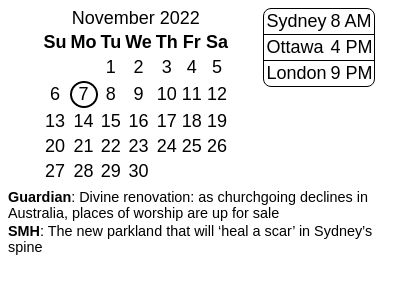 November 2022
Su Mo Tu We Th Fr Sa
1 2 3 4 5
6 7 8 9 10 11 12
13 14 15 16 17 18 19
20 21 22 23 24 25 26
27 28 29 30
Sydney 8 AM
Ottawa 4 PM
London 9 PM
Guardian: Divine renovation: as churchgoing declines in
Australia, places of worship are up for sale
SMH: The new parkland that will ‘heal a scar’ in Sydney’s
spine